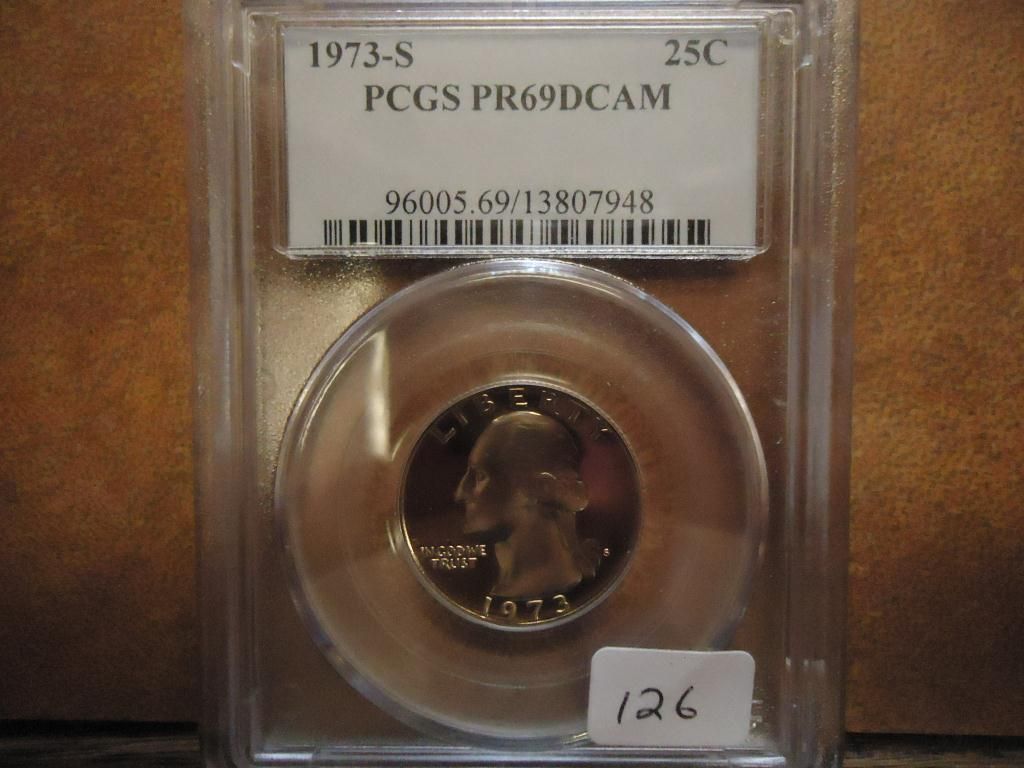 1973-S 25C
PCGS PR69DCAM
96005.69/13807948
LIBERTY
IN GOD WE
TRUST
S
1973
126